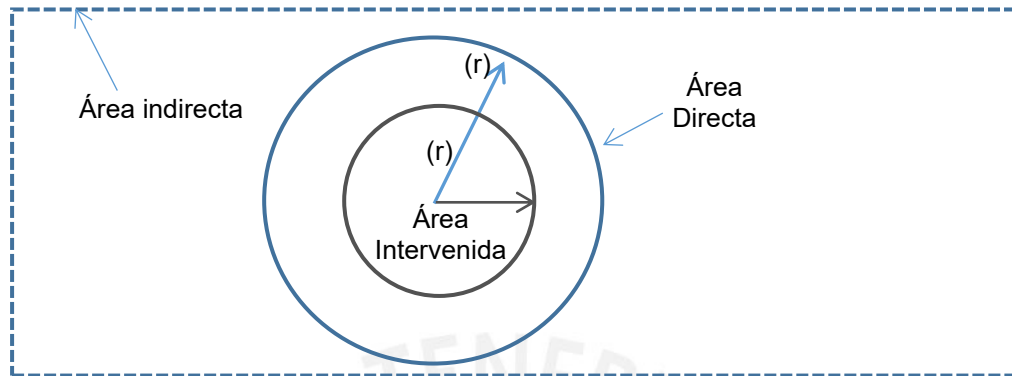 (r)
Área indirecta
Área
Directa
(r)
Área
Intervenida